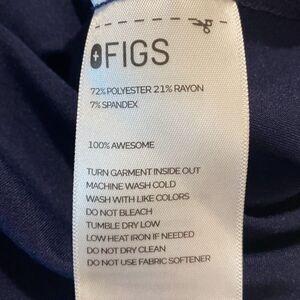 FIGS
72% POLYESTER 21% RAYON
7% SPANDEX
100% AWESOME
TURN GARMENT INSIDE OUT
MACHINE WASH COLD
WASH WITH LIKE COLORS
DO NOT BLEACH
TUMBLE DRY LOW
LOW HEAT IRON IF NEEDED
DO NOT DRY CLEAN
DO NOT USE FABRIC SOFTENER